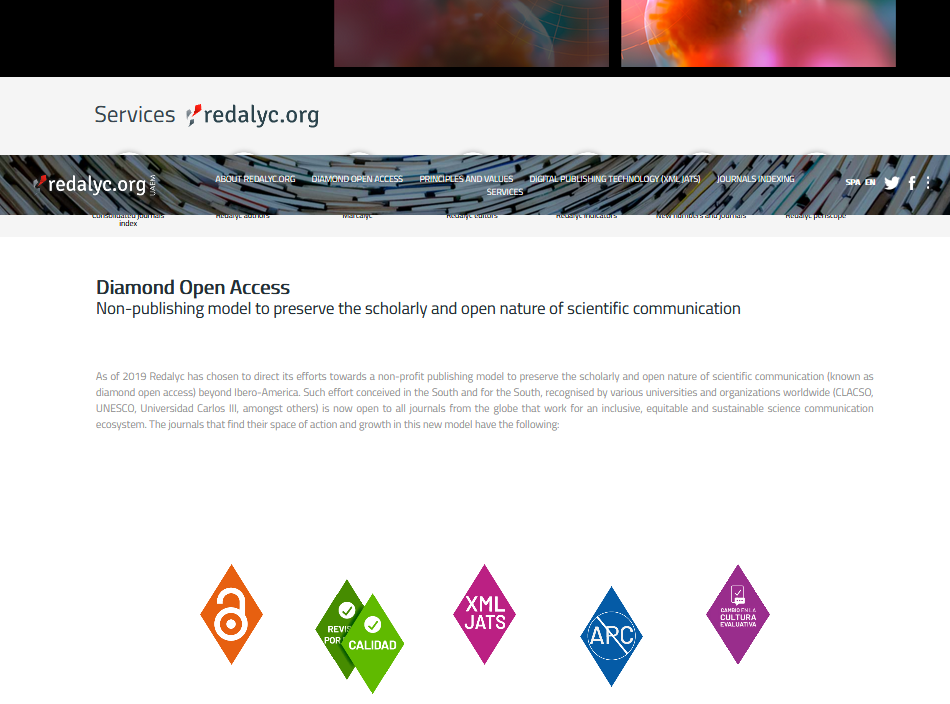 Services redalyc.org
redalyc.org UAEM
ABOUT REDALYC.ORG DIAMOND OPEN ACCESS PRINCIPLES AND VALUES DIGITAL PUBLISHING TECHNOLOGY (XML JATS) JOURNALS INDEXING
SERVICES
SPA EN
Consolidated journals
index
Redalyc authors
Marcalyc
Redalyc editors
Redalyc indicators
New numbers and journals
Redalyc periscope
Diamond Open Access
Non-publishing model to preserve the scholarly and open nature of scientific communication
As of 2019 Redalyc has chosen to direct its efforts towards a non-profit publishing model to preserve the scholarly and open nature of scientific communication (known as
diamond open access) beyond Ibero-America. Such effort conceived in the South and for the South, recognised by various universities and organizations worldwide (CLACSO,
UNESCO, Universidad Carlos III, amongst others) is now open to all journals from the globe that work for an inclusive, equitable and sustainable science communication
ecosystem. The journals that find their space of action and growth in this new model have the following:
POR
CALIDAD
XML
JATS
APC
CAMBIO EN LA
CULTURA
EVALUATIVA